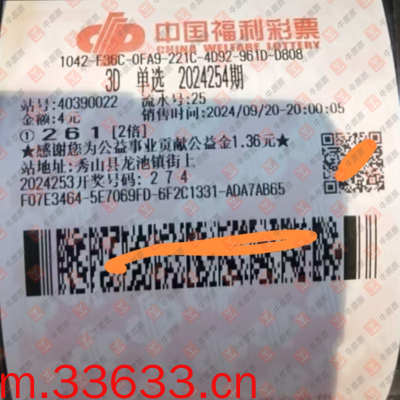 中国福利彩票
CHINA WELFARE LOTTERY
1042-F36C-0FA9-221C-4D92-961D-D808
3D 单选 2024254期
站号:40390022 流水号:25
金额:4元 销售时间:2024/09/20-20:00:05
① 261 [2倍]
★感谢您为公益事业贡献公益金1.36元★
站地址:秀山县龙池镇街上
2024253开奖号码:2 7 4
F07E3464-5E7069FD-6F2C1331-ADA7AB65
m.33633.cn